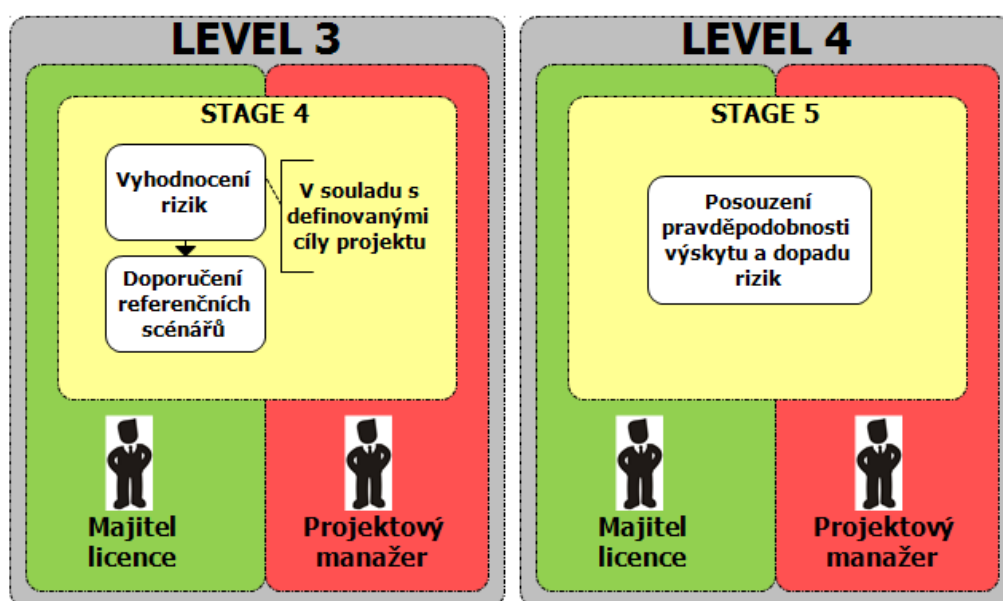 LEVEL 3
STAGE 4
Vyhodnocení
rizik
V souladu s
definovanými
cíly projektu
Doporučení
referenčních
scénářů
Majitel
licence
Projektový
manažer
LEVEL 4
STAGE 5
Posouzení
pravděpodobnosti
výskytu a dopadu
rizik
Majitel
licence
Projektový
manažer